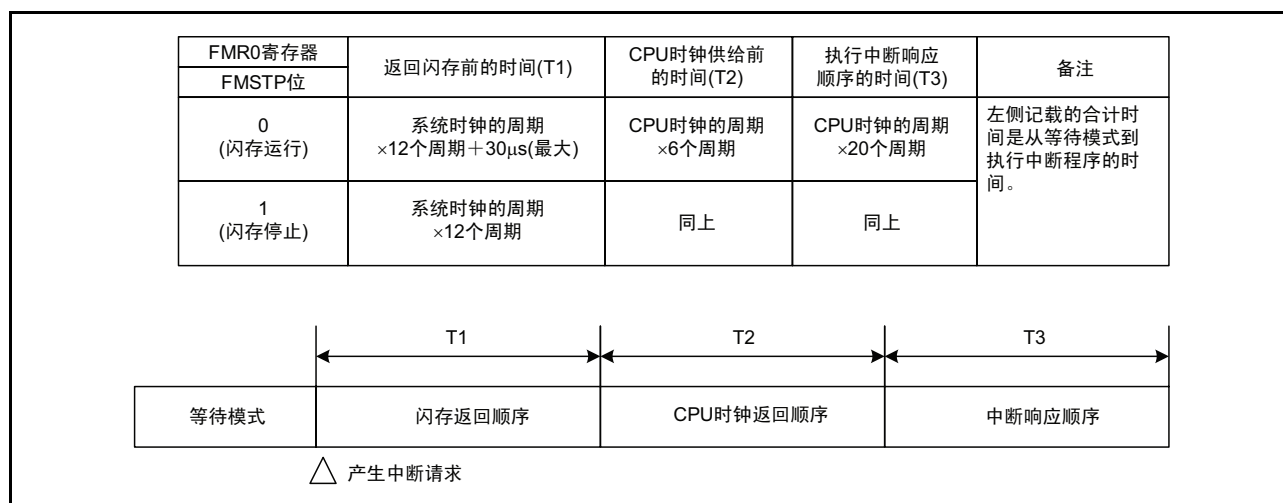 FMR0寄存器
FMSTP位
返回闪存前的时间(T1)
CPU时钟供给前
的时间(T2)
执行中断响应
顺序的时间(T3)
备注
0
(闪存运行)
系统时钟的周期
×12个周期＋30μs(最大)
CPU时钟的周期
×6个周期
CPU时钟的周期
×20个周期
左侧记载的合计时
间是从等待模式到
执行中断程序的时
间。
1
(闪存停止)
系统时钟的周期
×12个周期
同上
同上
T1
T2
T3
等待模式
闪存返回顺序
CPU时钟返回顺序
中断响应顺序
产生中断请求